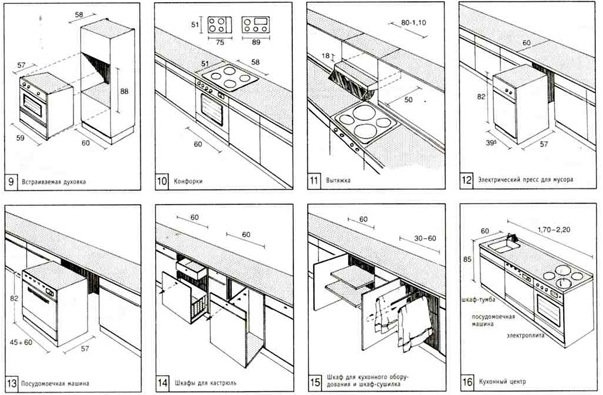 58
57
88
59
60
9 Встраиваемая духовка
51
75 89
51
58
60
10 Конфорки
80-1,10
18
50
11 Вытяжка
60
82
39⁵ 57
12 Электрический пресс для мусора
82
45+60
57
13 Посудомоечная машина
60
60
14 Шкафы для кастрюль
60
30-60
15 Шкаф для кухонного обору-
дования и шкаф-сушилка
1,70-2,20
60
85
шкаф-тумба
посудомоечная
машина
электроплита
16 Кухонный центр